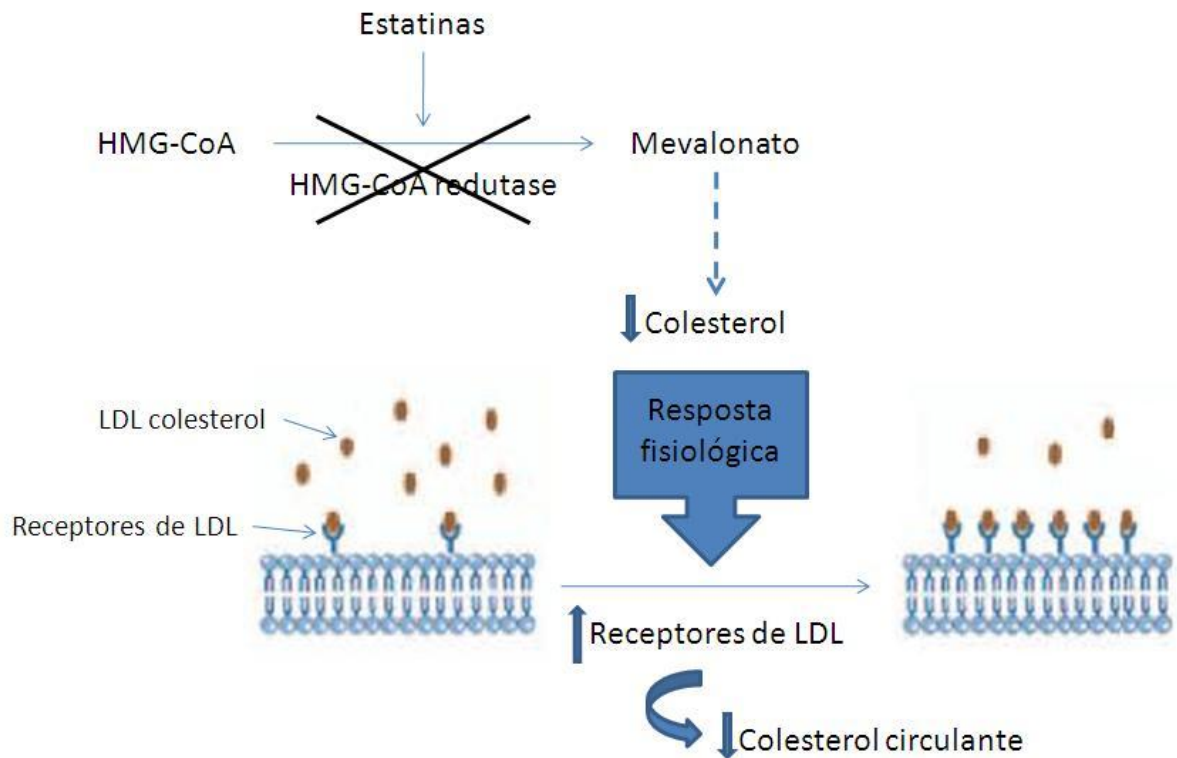 Estatinas
HMG-CoA
Mevalonato
HMG-CoA redutase
Colesterol
LDL colesterol
Resposta
fisiológica
Receptores de LDL
Receptores de LDL
Colesterol circulante